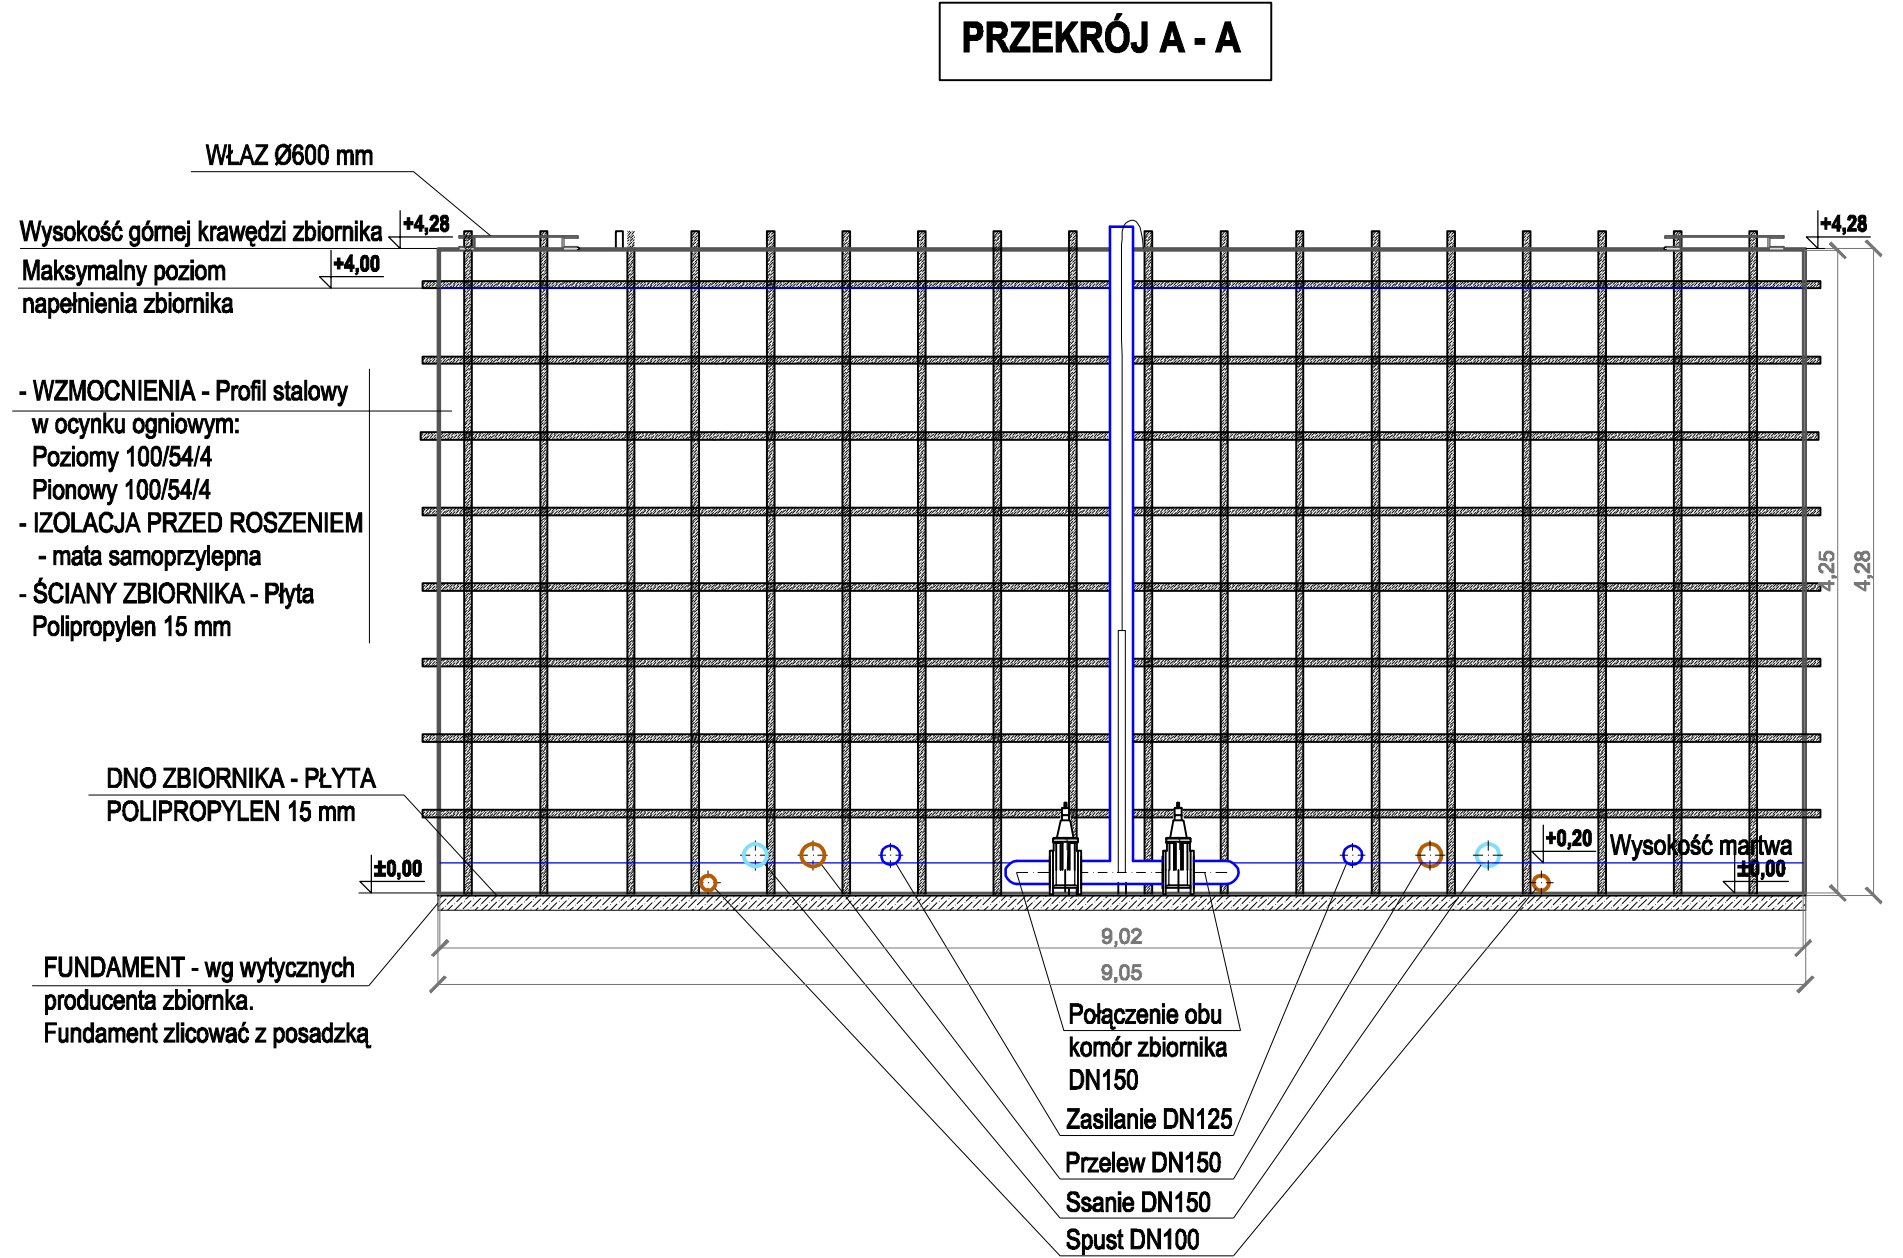 PRZEKRÓJ A - A
WŁAZ Ø600 mm
Wysokość górnej krawędzi zbiornika
+4,28
+4,28
Maksymalny poziom
napełnienia zbiornika
+4,00
- WZMOCNIENIA - Profil stalowy
w ocynku ogniowym:
Poziomy 100/54/4
Pionowy 100/54/4
- IZOLACJA PRZED ROSZENIEM
- mata samoprzylepna
- ŚCIANY ZBIORNIKA - Płyta
Polipropylen 15 mm
4,25
4,28
DNO ZBIORNIKA - PŁYTA
POLIPROPYLEN 15 mm
+0,20
Wysokość martwa
±0,00
±0,00
9,02
9,05
FUNDAMENT - wg wytycznych
producenta zbiornka.
Fundament zlicować z posadzką
Połączenie obu
komór zbiornika
DN150
Zasilanie DN125
Przelew DN150
Ssanie DN150
Spust DN100